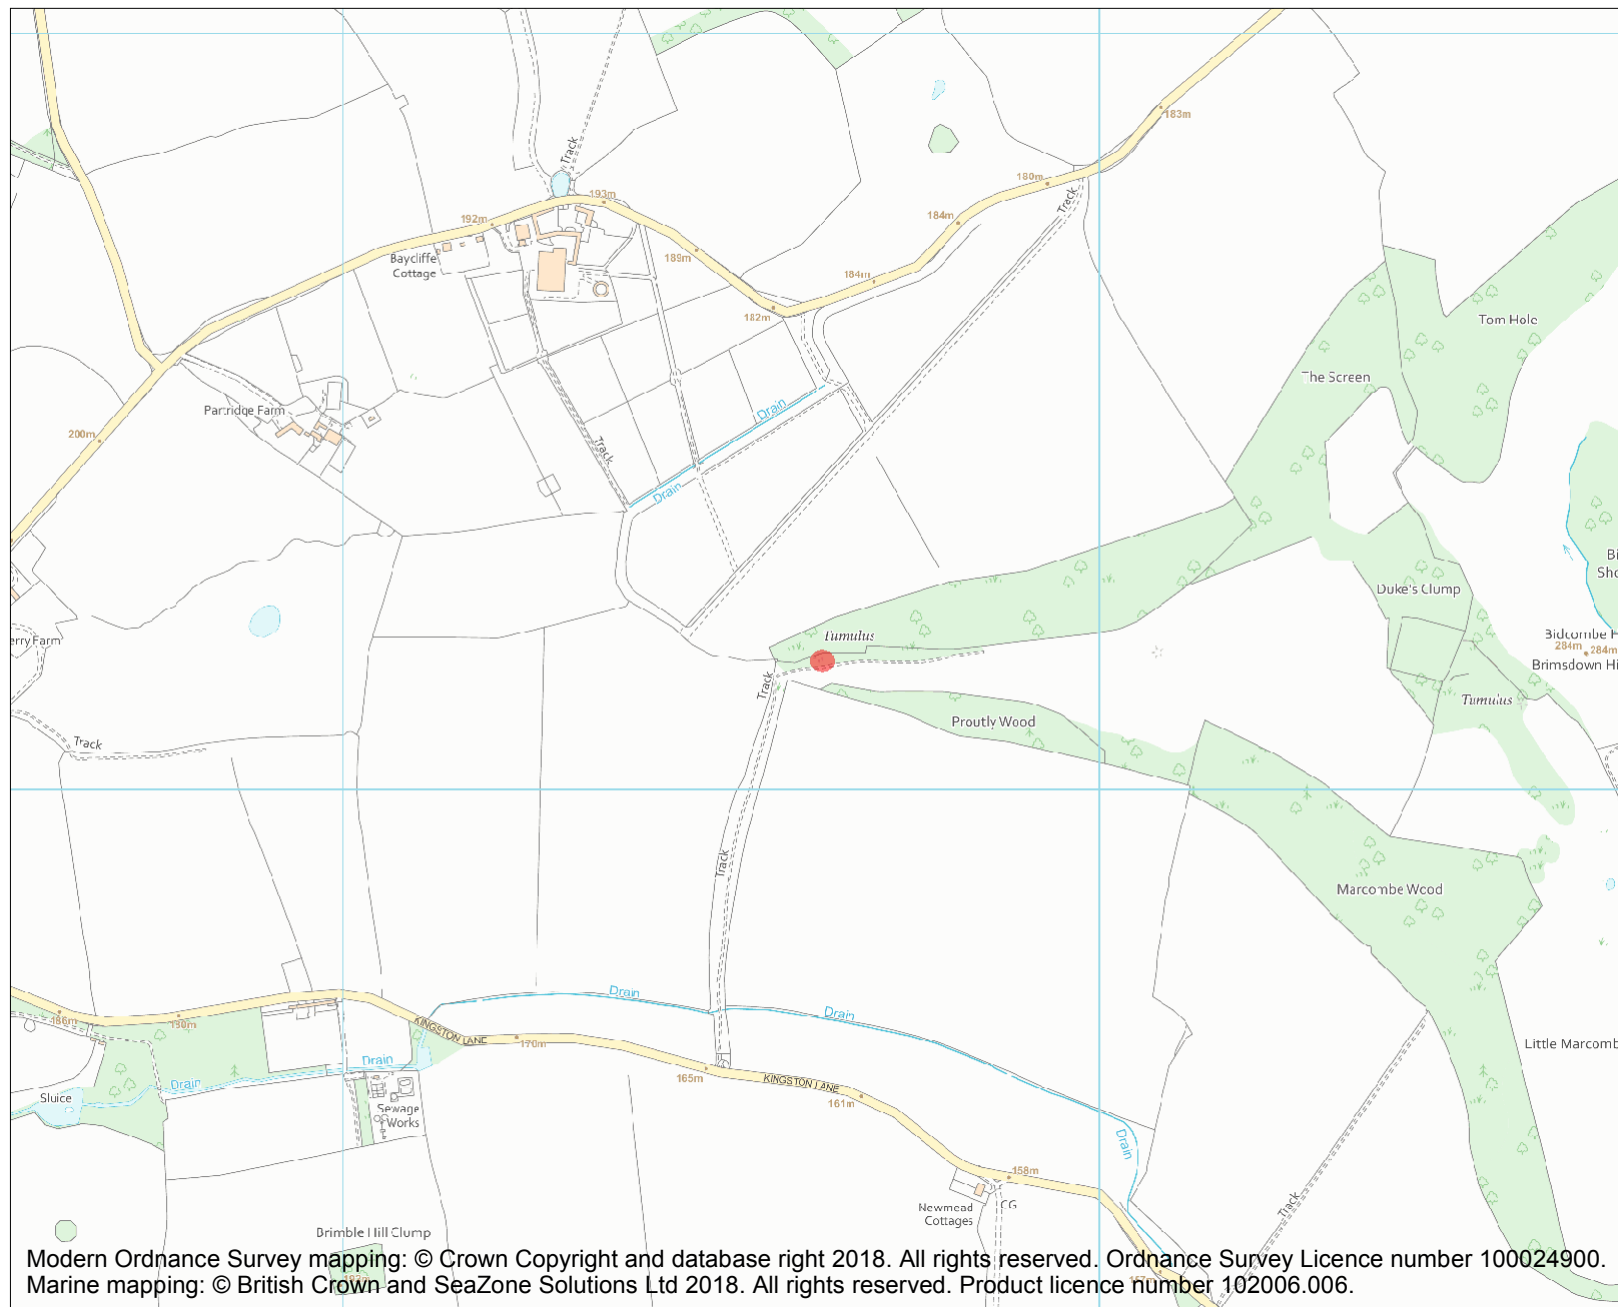 183m
Track
180m
193m
Track
192m
184m
Baycliffe
Cottage
189m
184m
182m
Tom Hole
The Screen
Partridge Farm
Drain
200m
Track
Drain
Duke's Clump
Tumulus
erry Farm
284m
284m
Brimsdown Hi
Track
Tumulus
Proutly Wood
Track
Track
Marcombe Wood
Drain
Drain
186m
180m
KINGSTON LANE
170m
Little Marcomb
Drain
165m
KINGSTON LANE
Drain
Sluice
161m
Sewage
Works
Drain
158m
Track
Newmead
Cottages
CG
Brimble Hill Clump
Modern Ordnance Survey mapping: © Crown Copyright and database right 2018. All rights reserved. Ordnance Survey Licence number 100024900.
Marine mapping: © British Crown and SeaZone Solutions Ltd 2018. All rights reserved. Product licence number 102006.006.